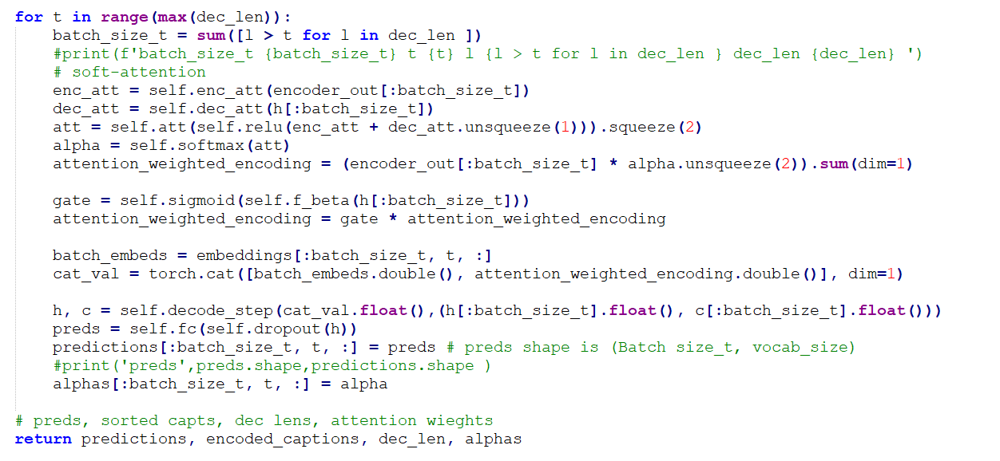 for t in range(max(dec_len)):
    batch_size_t = sum([l > t for l in dec_len ])
    #print(f'batch_size_t {batch_size_t} t {t} l {l > t for l in dec_len } dec_len {dec_len} ')
    # soft-attention
    enc_att = self.enc_att(encoder_out[:batch_size_t])
    dec_att = self.dec_att(h[:batch_size_t])
    att = self.att(self.relu(enc_att + dec_att.unsqueeze(1))).squeeze(2)
    alpha = self.softmax(att)
    attention_weighted_encoding = (encoder_out[:batch_size_t] * alpha.unsqueeze(2)).sum(dim=1)

    gate = self.sigmoid(self.f_beta(h[:batch_size_t]))
    attention_weighted_encoding = gate * attention_weighted_encoding

    batch_embeds = embeddings[:batch_size_t, t, :]
    cat_val = torch.cat([batch_embeds.double(), attention_weighted_encoding.double()], dim=1)

    h, c = self.decode_step(cat_val.float(),(h[:batch_size_t].float(), c[:batch_size_t].float()))
    preds = self.fc(self.dropout(h))
    predictions[:batch_size_t, t, :] = preds # preds shape is (Batch size_t, vocab_size)
    #print('preds',preds.shape,predictions.shape )
    alphas[:batch_size_t, t, :] = alpha

# preds, sorted capts, dec lens, attention wieghts
return predictions, encoded_captions, dec_len, alphas